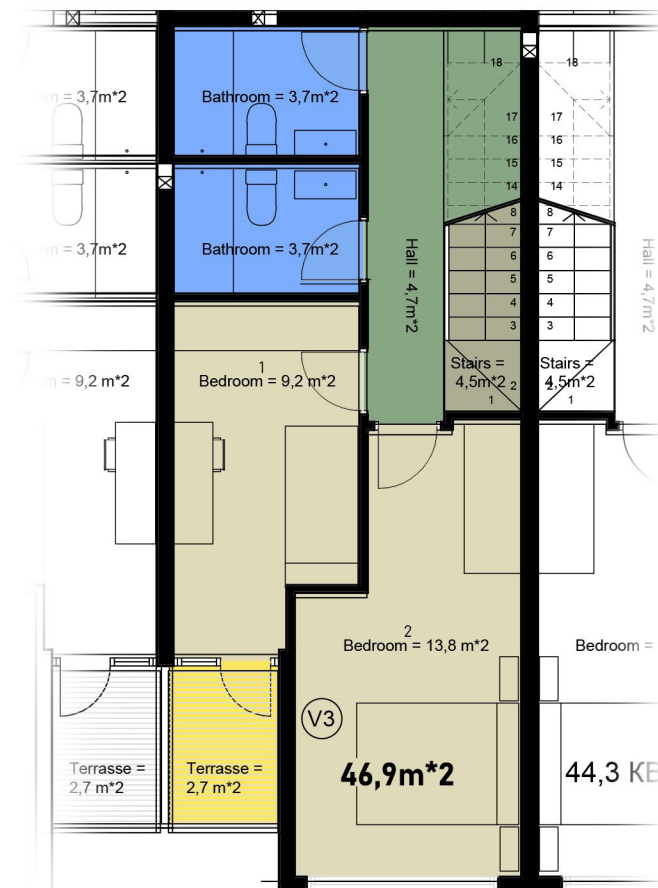 18
18
m = 3,7m*2
Bathroom = 3,7m*2
17
17
16
16
15
15
14
14
8
8
7
7
6
6
5
5
4
4
3
3
m = 3,7m*2
Bathroom = 3,7m*2
Hall = 4,7m*2
Hall = 4,7m*2
Stairs =
4,5m*2
2
1
Stairs =
4,5m*2
2
1
m = 9,2 m*2
1
Bedroom = 9,2 m*2
2
Bedroom = 13,8 m*2
Bedroom =
V3
46,9m*2
44,3 КВ
Terrasse =
2,7 m*2
Terrasse =
2,7 m*2